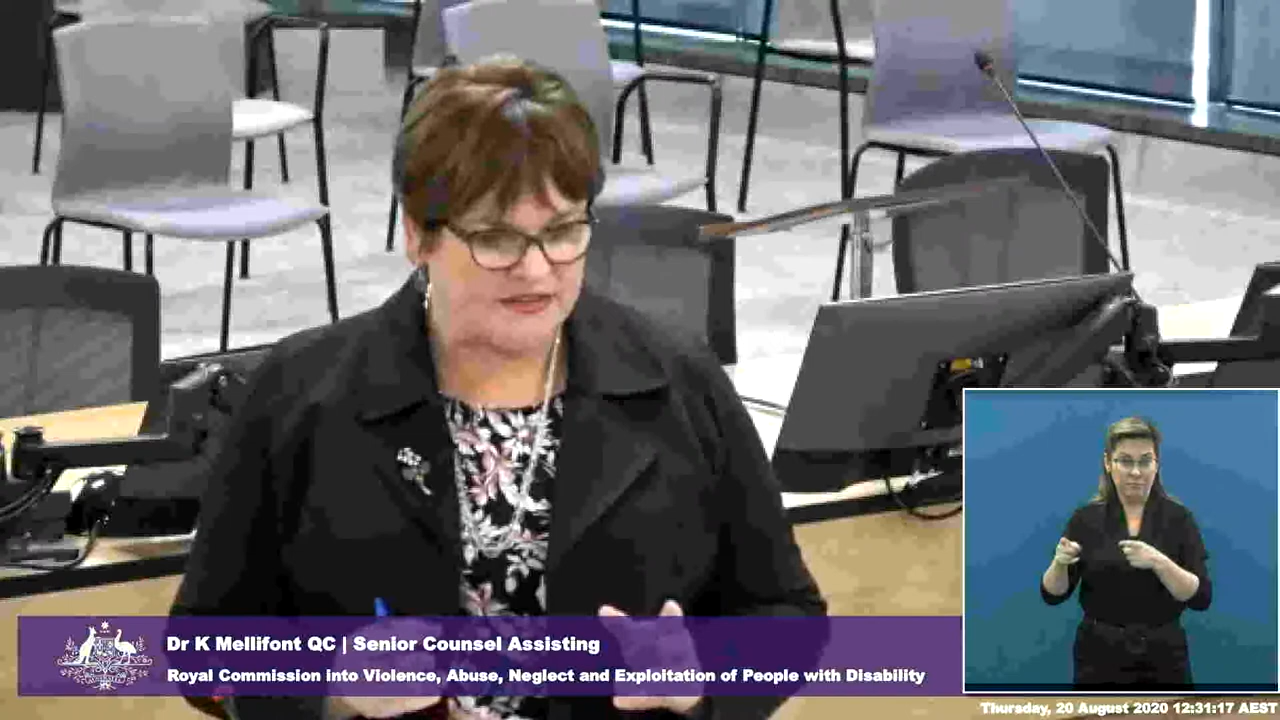 Dr K Mellifont QC | Senior Counsel Assisting
Royal Commission into Violence, Abuse, Neglect and Exploitation of People with Disability
Thursday, 20 August 2020 12:31:17 AEST